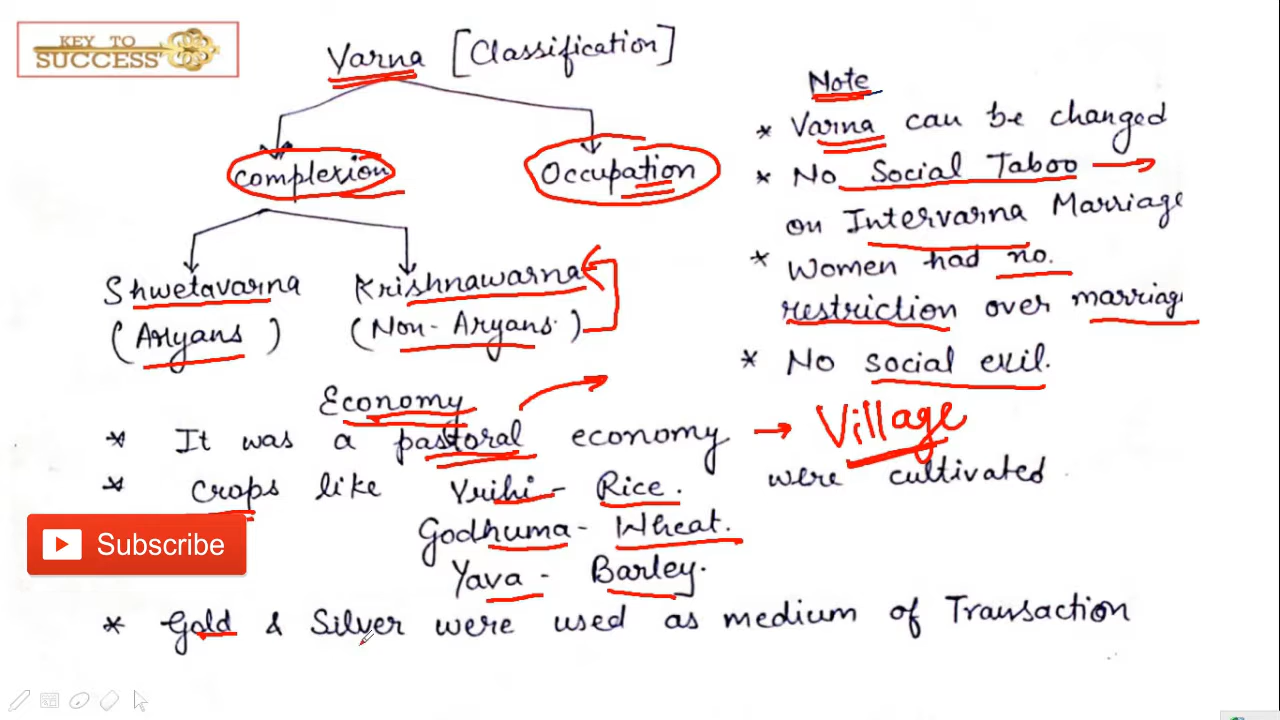 KEY TO
SUCCESS
Varna [Classification]
Complexion
Occupation
Shwetavarna
(Aryans)
Krishnawarna
(Non-Aryans)
Note
* Varna can be changed
* No Social Taboo →
on Intervarna Marriage
* Women had no
restriction over marriag
* No social exil.
Economy
* It was a pastoral economy → Village
* Crops like Vrihi - Rice. were cultivated
Godhuma - Wheat.
Yava - Barley.
Subscribe
* Gold & Silver were used as medium of Transaction